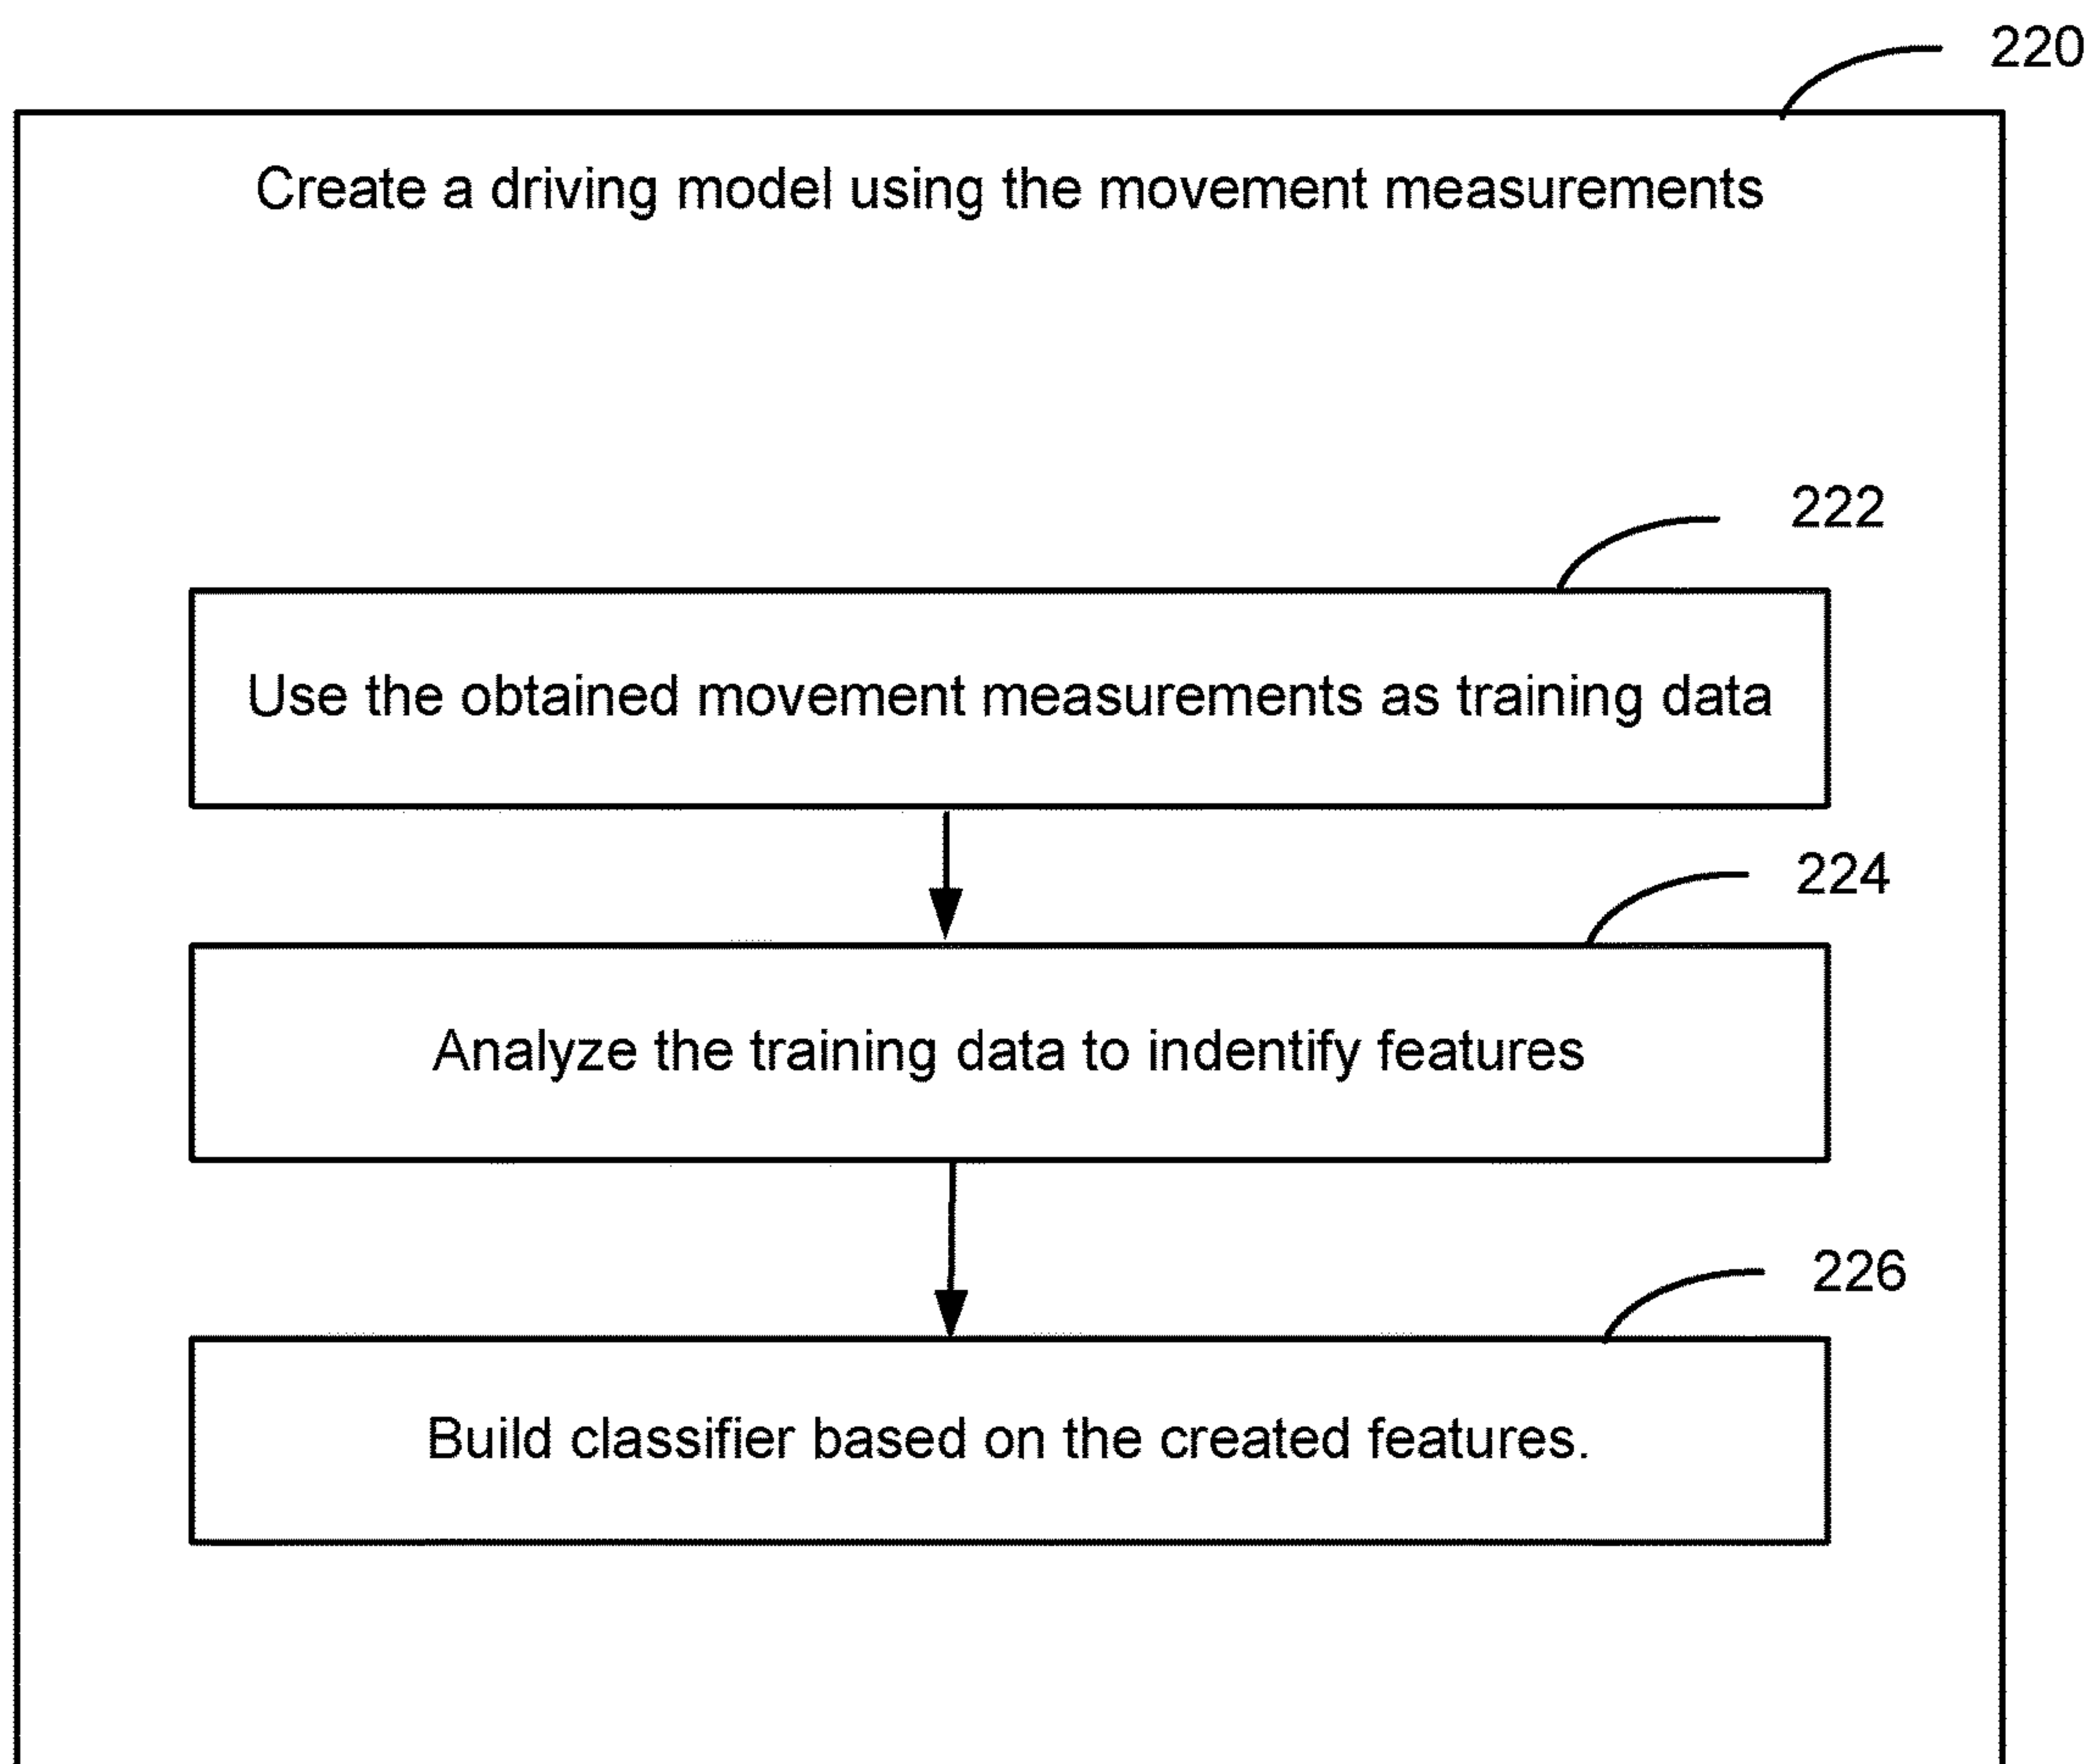 220
Create a driving model using the movement measurements
222
Use the obtained movement measurements as training data
224
Analyze the training data to indentify features
226
Build classifier based on the created features.